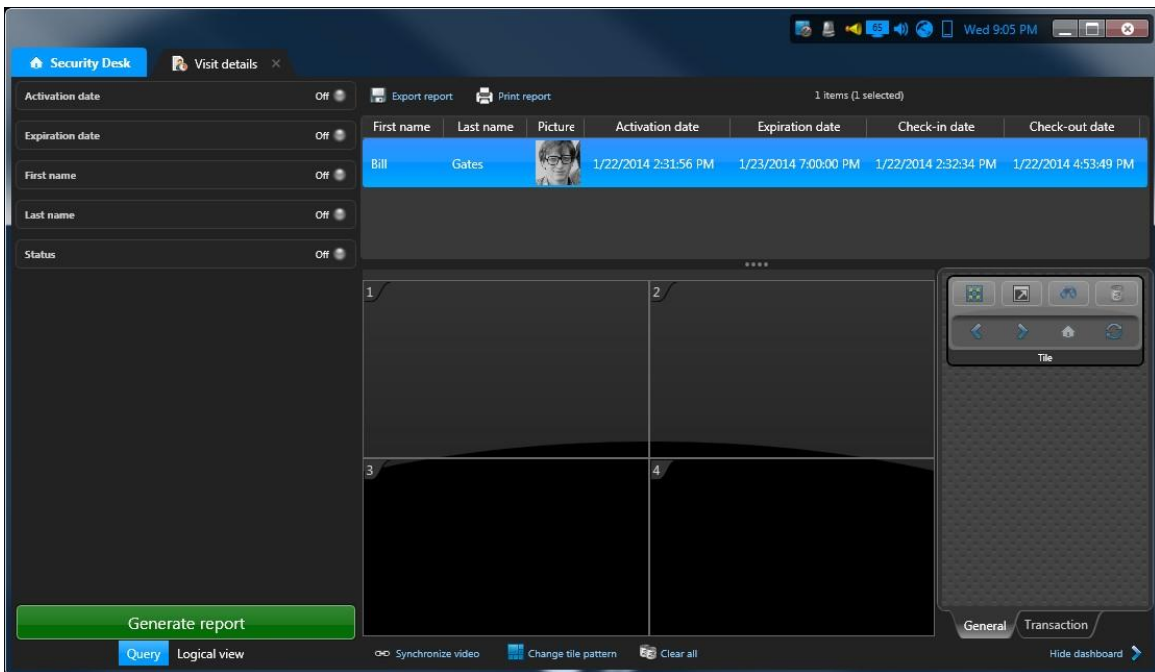 65 Wed 9:05 PM
Security Desk Visit details
Activation date Off
Expiration date Off
First name Off
Last name Off
Status Off
Generate report
Query Logical view
Export report Print report 1 items (1 selected)
First name Last name Picture Activation date Expiration date Check-in date Check-out date
Bill Gates 1/22/2014 2:31:56 PM 1/23/2014 7:00:00 PM 1/22/2014 2:32:34 PM 1/22/2014 4:53:49 PM
1 2
3 4
Tile
General Transaction
Synchronize video Change tile pattern Clear all Hide dashboard